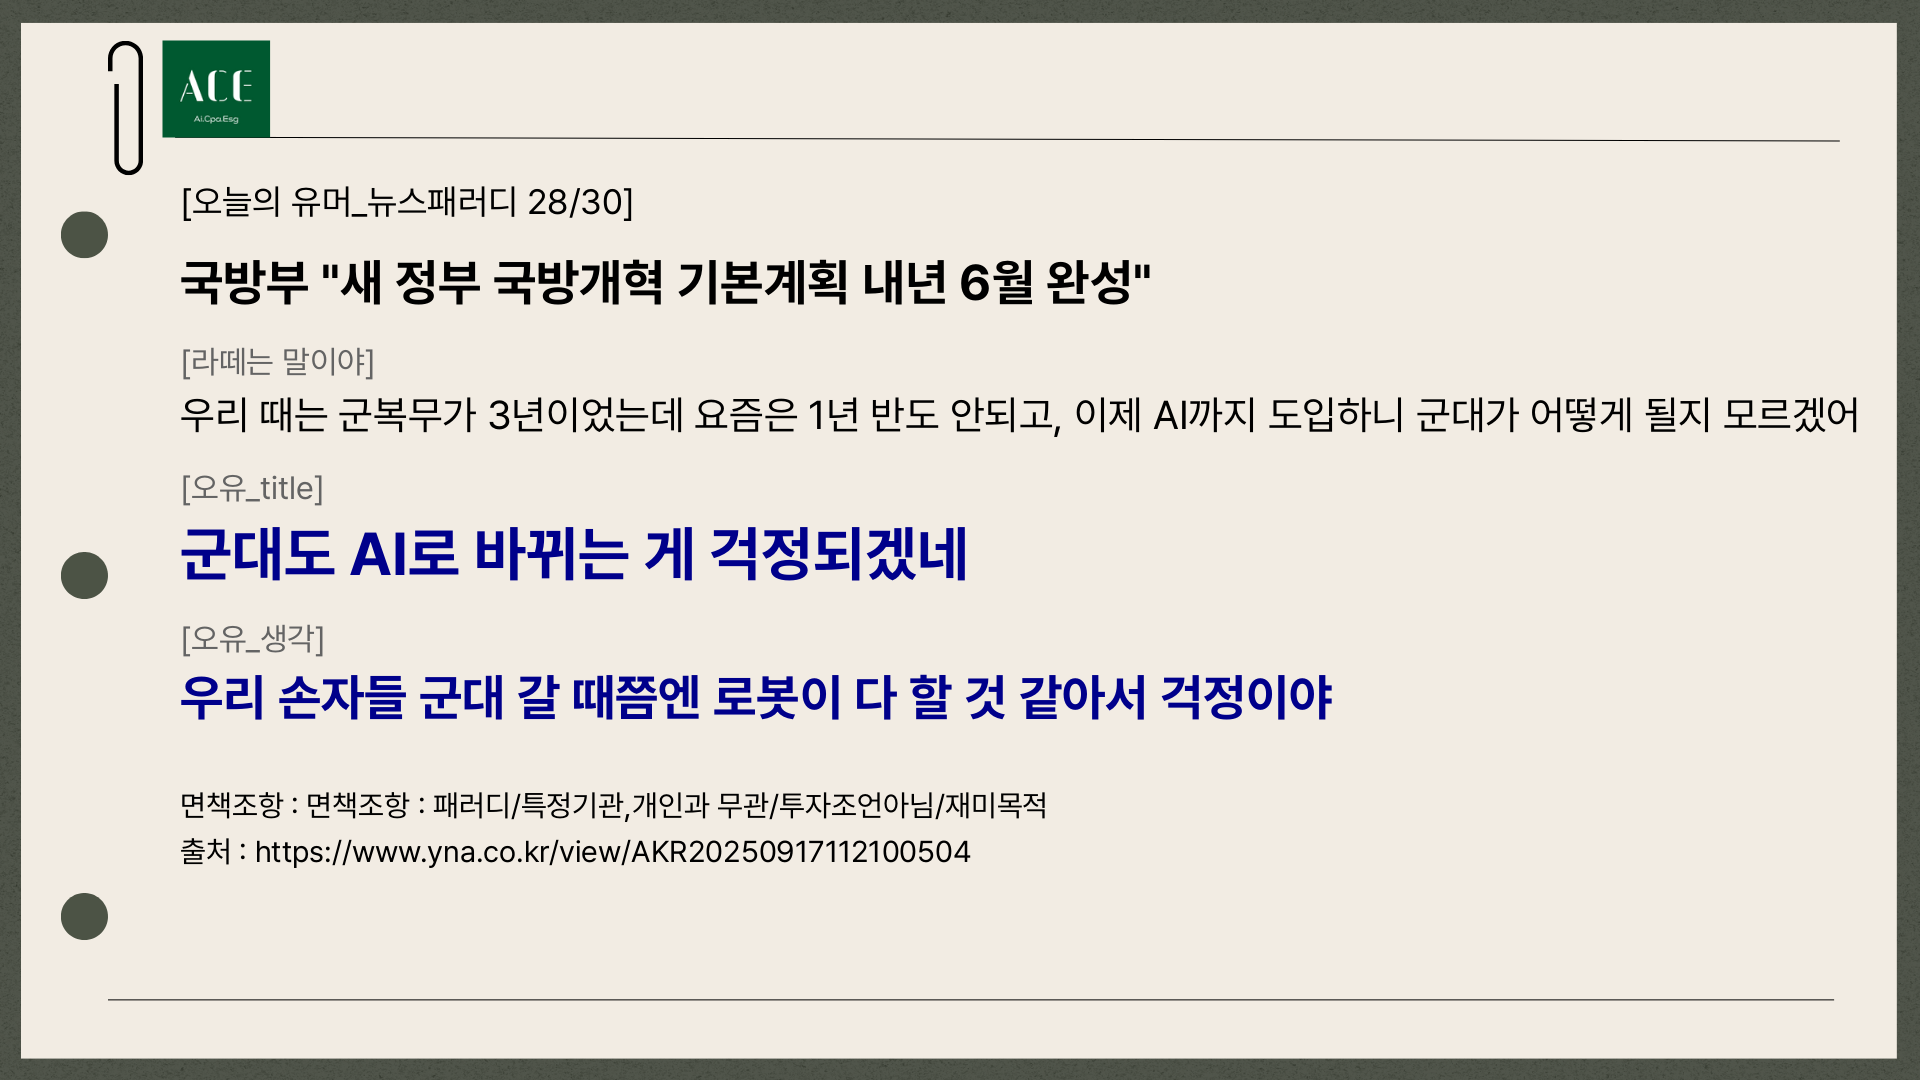 ACE
Ai.Cpa.Esg
[오늘의 유머_뉴스패러디 28/30]
국방부 "새 정부 국방개혁 기본계획 내년 6월 완성"
[라떼는 말이야]
우리 때는 군복무가 3년이었는데 요즘은 1년 반도 안되고, 이제 AI까지 도입하니 군대가 어떻게 될지 모르겠어
[오유_title]
군대도 AI로 바뀌는 게 걱정되겠네
[오유_생각]
우리 손자들 군대 갈 때쯤엔 로봇이 다 할 것 같아서 걱정이야
면책조항 : 면책조항 : 패러디/특정기관,개인과 무관/투자조언아님/재미목적
출처 : https://www.yna.co.kr/view/AKR20250917112100504